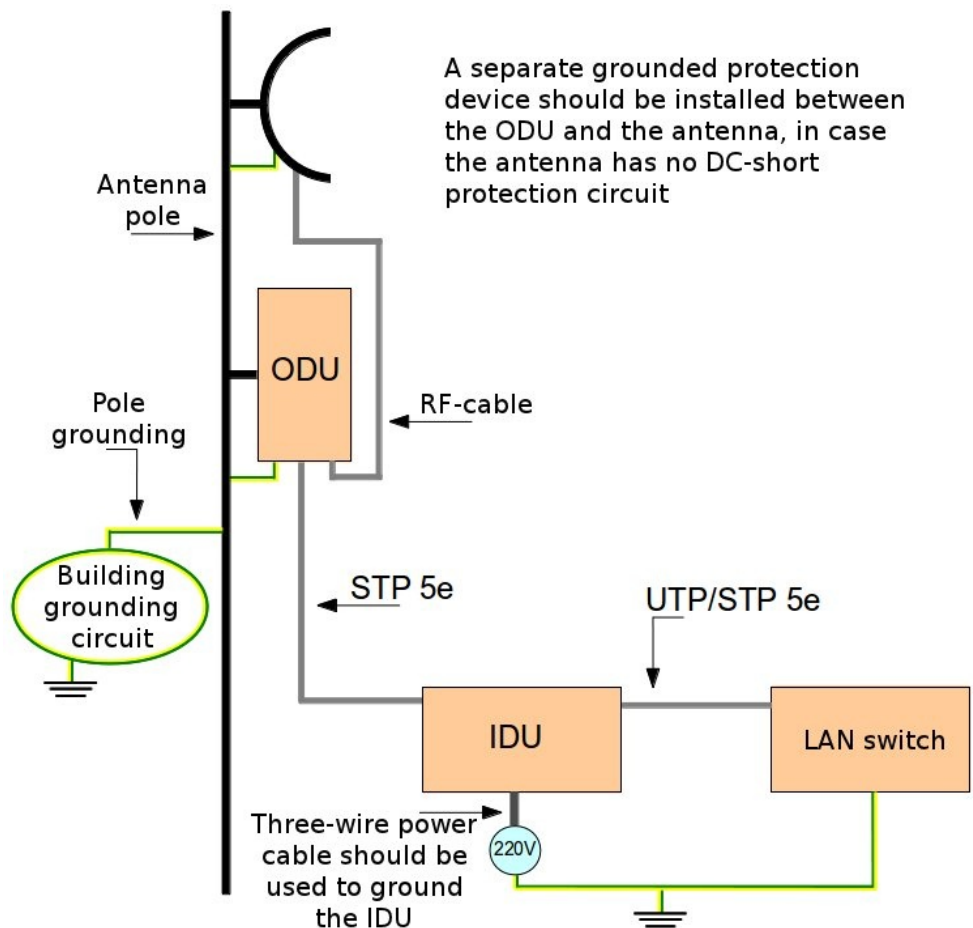 A separate grounded protection
device should be installed between
the ODU and the antenna, in case
the antenna has no DC-short
protection circuit
Antenna
pole
ODU
RF-cable
Pole
grounding
Building
grounding
circuit
STP 5e
UTP/STP 5e
IDU
LAN switch
Three-wire power
cable should be
used to ground
the IDU
220V